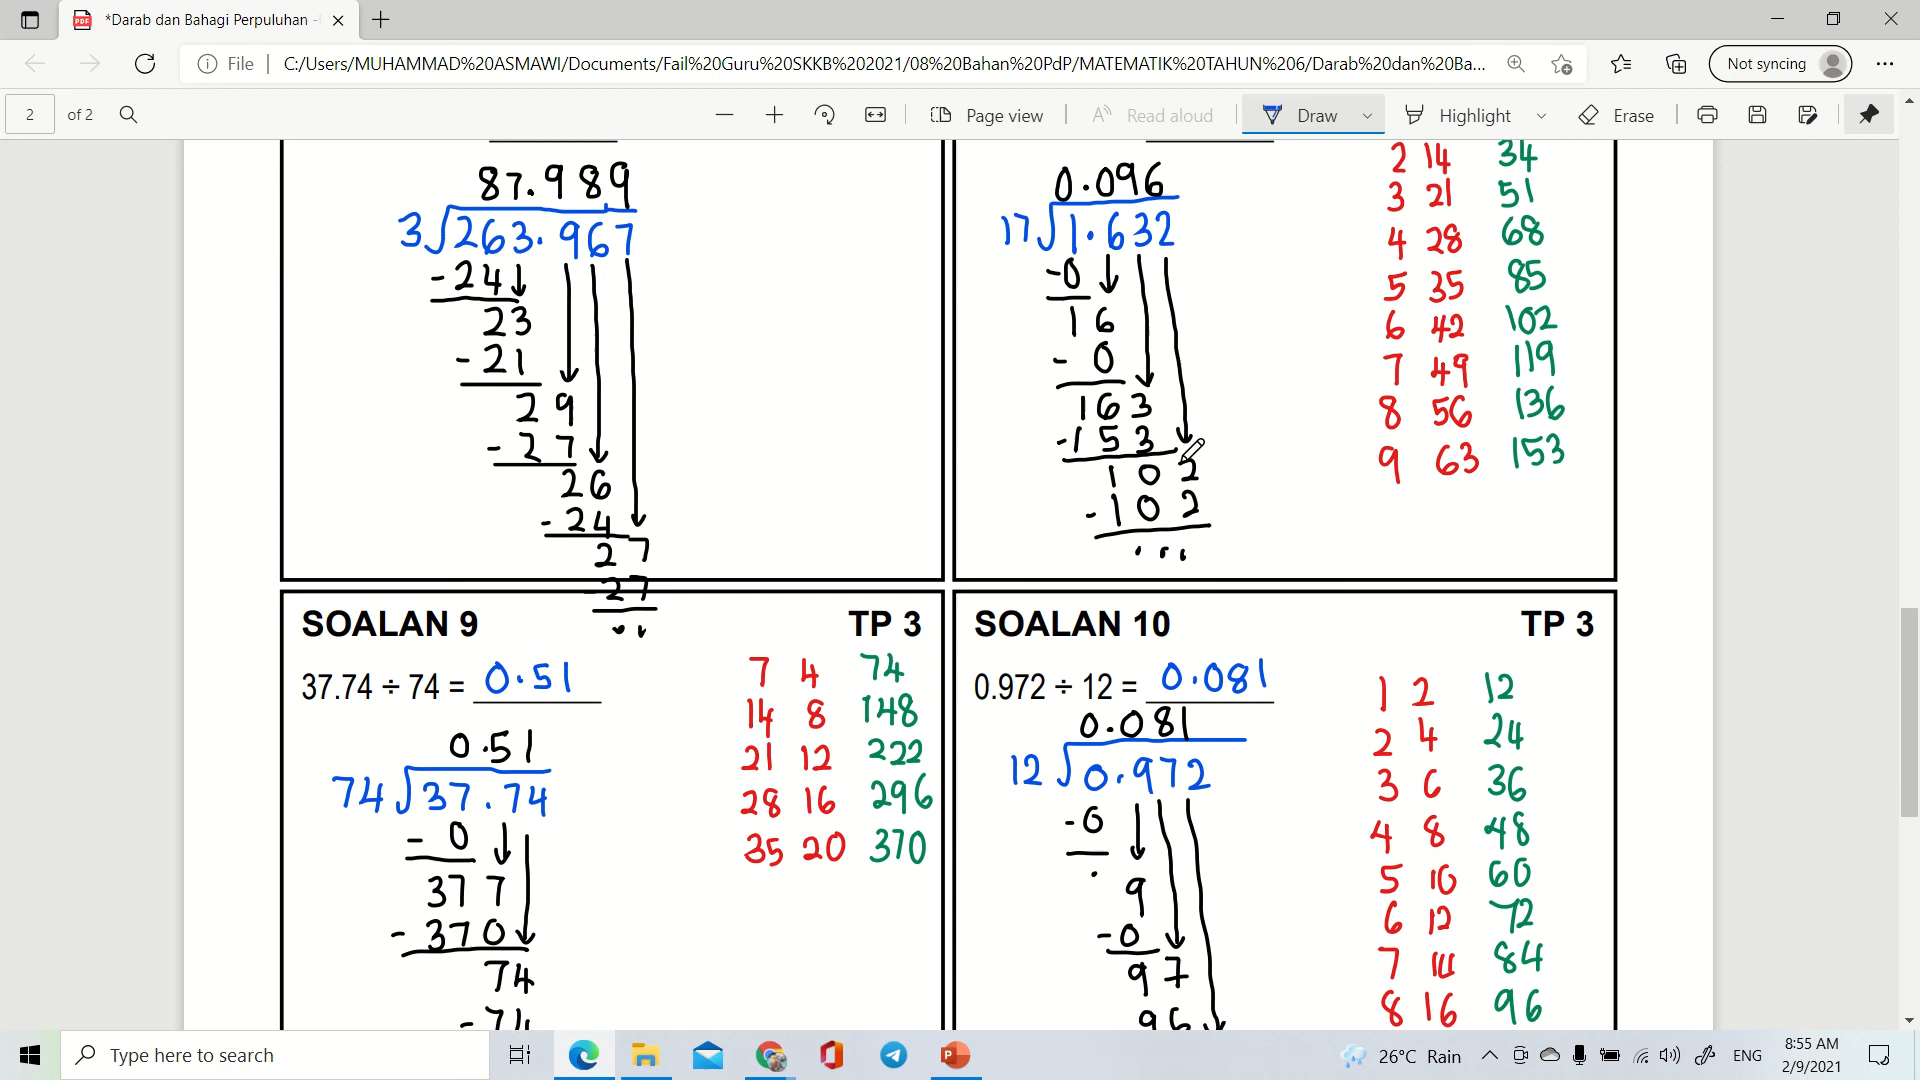 *Darab dan Bahagi Perpuluhan -
File
C:/Users/MUHAMMAD%20ASMAWI/Documents/Fail%20Guru%20SKKB%202021/08%20Bahan%20PdP/MATEMATIK%20TAHUN%206/Darab%20dan%20Ba...
Not syncing
2 of 2
Page view
Read aloud
Draw
Highlight
Erase
87.989
3 263.967
-24
23
-21
29
-27
26
-24
27
-27
0.096
17 1.632
-0
16
-0
163
-153
102
-102
2 14 34
3 21 51
4 28 68
5 35 85
6 42 102
7 49 119
8 56 136
9 63 153
SOALAN 9 TP 3
37.74 ÷ 74 = 0.51
0.51
74 37.74
-0
377
-370
74
-74
7 4 74
14 8 148
21 12 222
28 16 296
35 20 370
SOALAN 10 TP 3
0.972 ÷ 12 = 0.081
0.081
12 0.972
-0
9
-0
97
96
1 2 12
2 4 24
3 6 36
4 8 48
5 10 60
6 12 72
7 14 84
8 16 96
Type here to search
26°C Rain
ENG
8:55 AM
2/9/2021